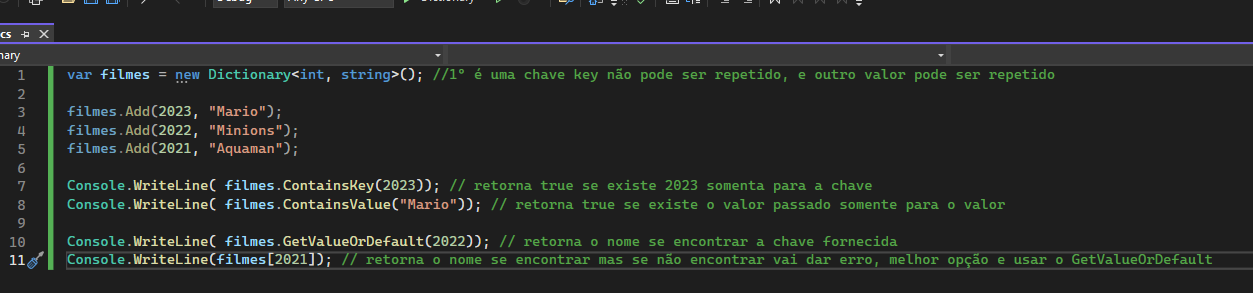 cs
nary
1 var filmes = new Dictionary<int, string>(); //1º é uma chave key não pode ser repetido, e outro valor pode ser repetido
2
3 filmes.Add(2023, "Mario");
4 filmes.Add(2022, "Minions");
5 filmes.Add(2021, "Aquaman");
6
7 Console.WriteLine( filmes.ContainsKey(2023)); // retorna true se existe 2023 somenta para a chave
8 Console.WriteLine( filmes.ContainsValue("Mario")); // retorna true se existe o valor passado somente para o valor
9
10 Console.WriteLine( filmes.GetValueOrDefault(2022)); // retorna o nome se encontrar a chave fornecida
11 Console.WriteLine(filmes[2021]); // retorna o nome se encontrar mas se não encontrar vai dar erro, melhor opção e usar o GetValueOrDefault